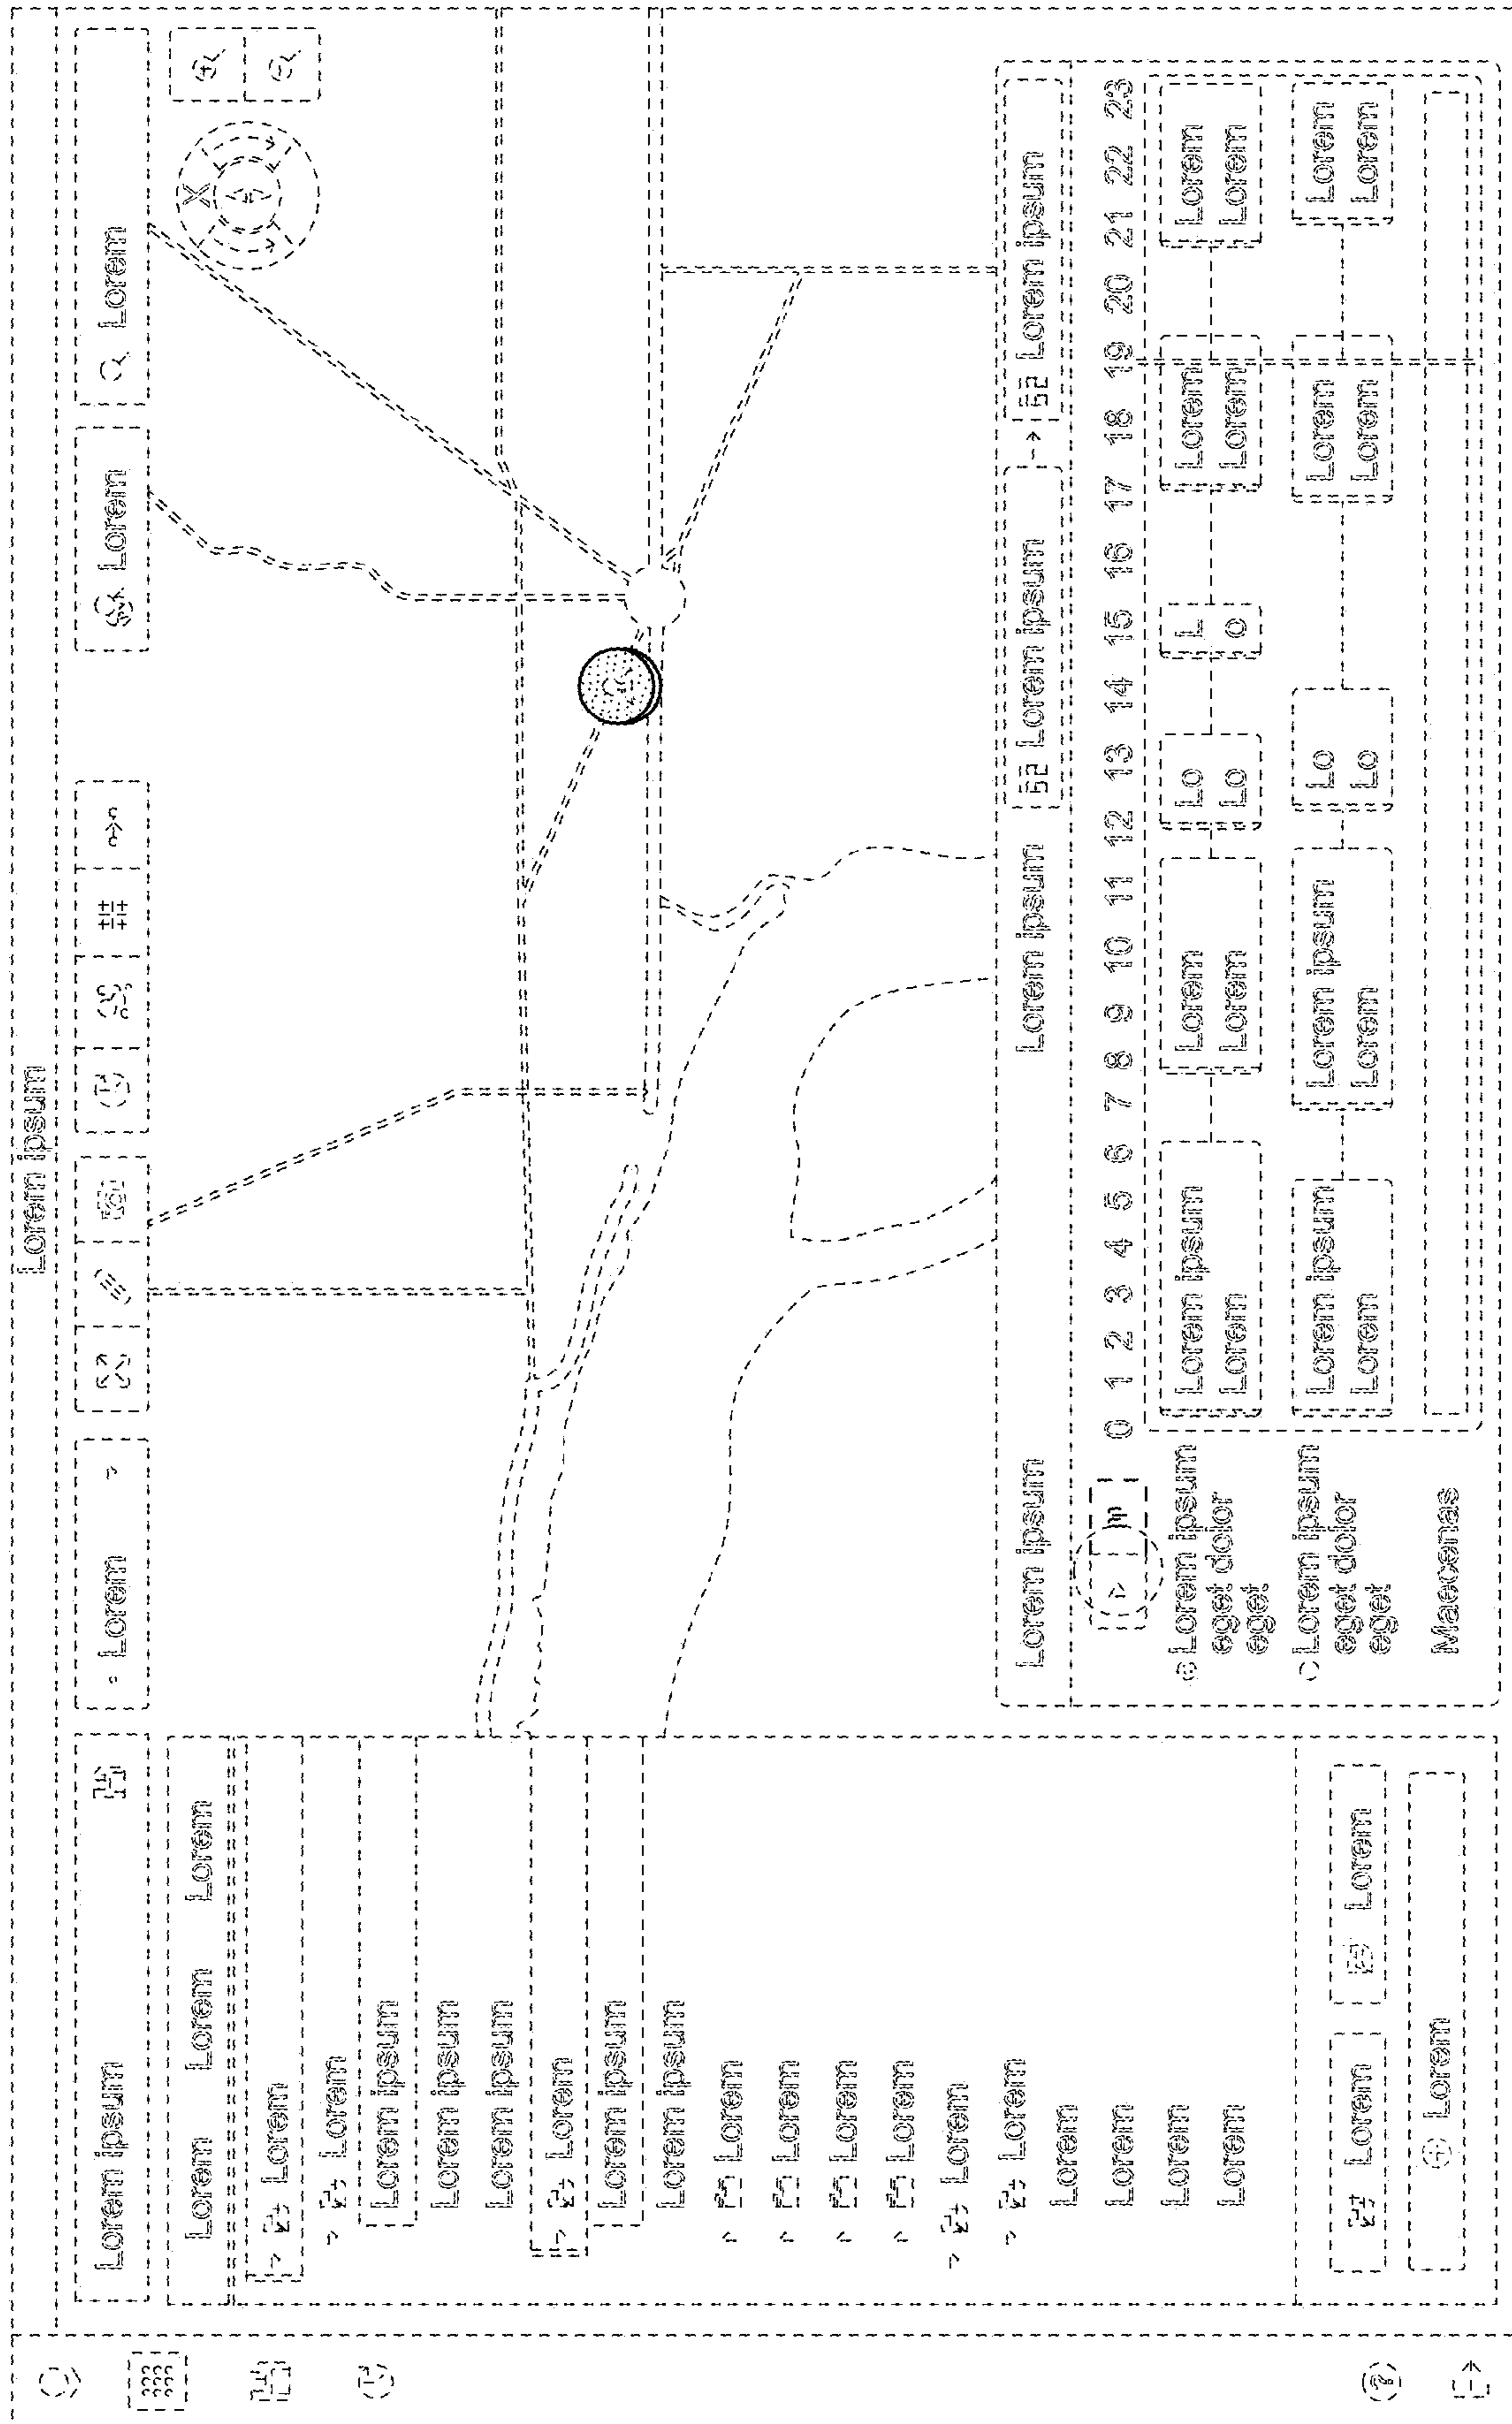 Lorem ipsum
Lorem ipsum
Lorem
Lorem
Lorem
Lorem Lorem Lorem
Lorem
Lorem
Lorem ipsum
Lorem ipsum
Lorem ipsum
Lorem
Lorem ipsum
Lorem ipsum
Lorem
Lorem
Lorem
Lorem
Lorem
Lorem
Lorem
Lorem
Lorem
Lorem
Lorem Lorem
Lorem
Lorem ipsum Lorem ipsum Lorem ipsum Lorem ipsum
0 1 2 3 4 5 6 7 8 9 10 11 12 13 14 15 16 17 18 19 20 21 22 23
Lorem ipsum
eget dolor
eget
Lorem ipsum Lorem Lo L Lorem Lorem
Lorem Lorem Lo o Lorem Lorem
Lorem ipsum
eget dolor
eget
Lorem ipsum Lorem ipsum Lo Lorem Lorem
Lorem Lorem Lo Lorem Lorem
Maecenas